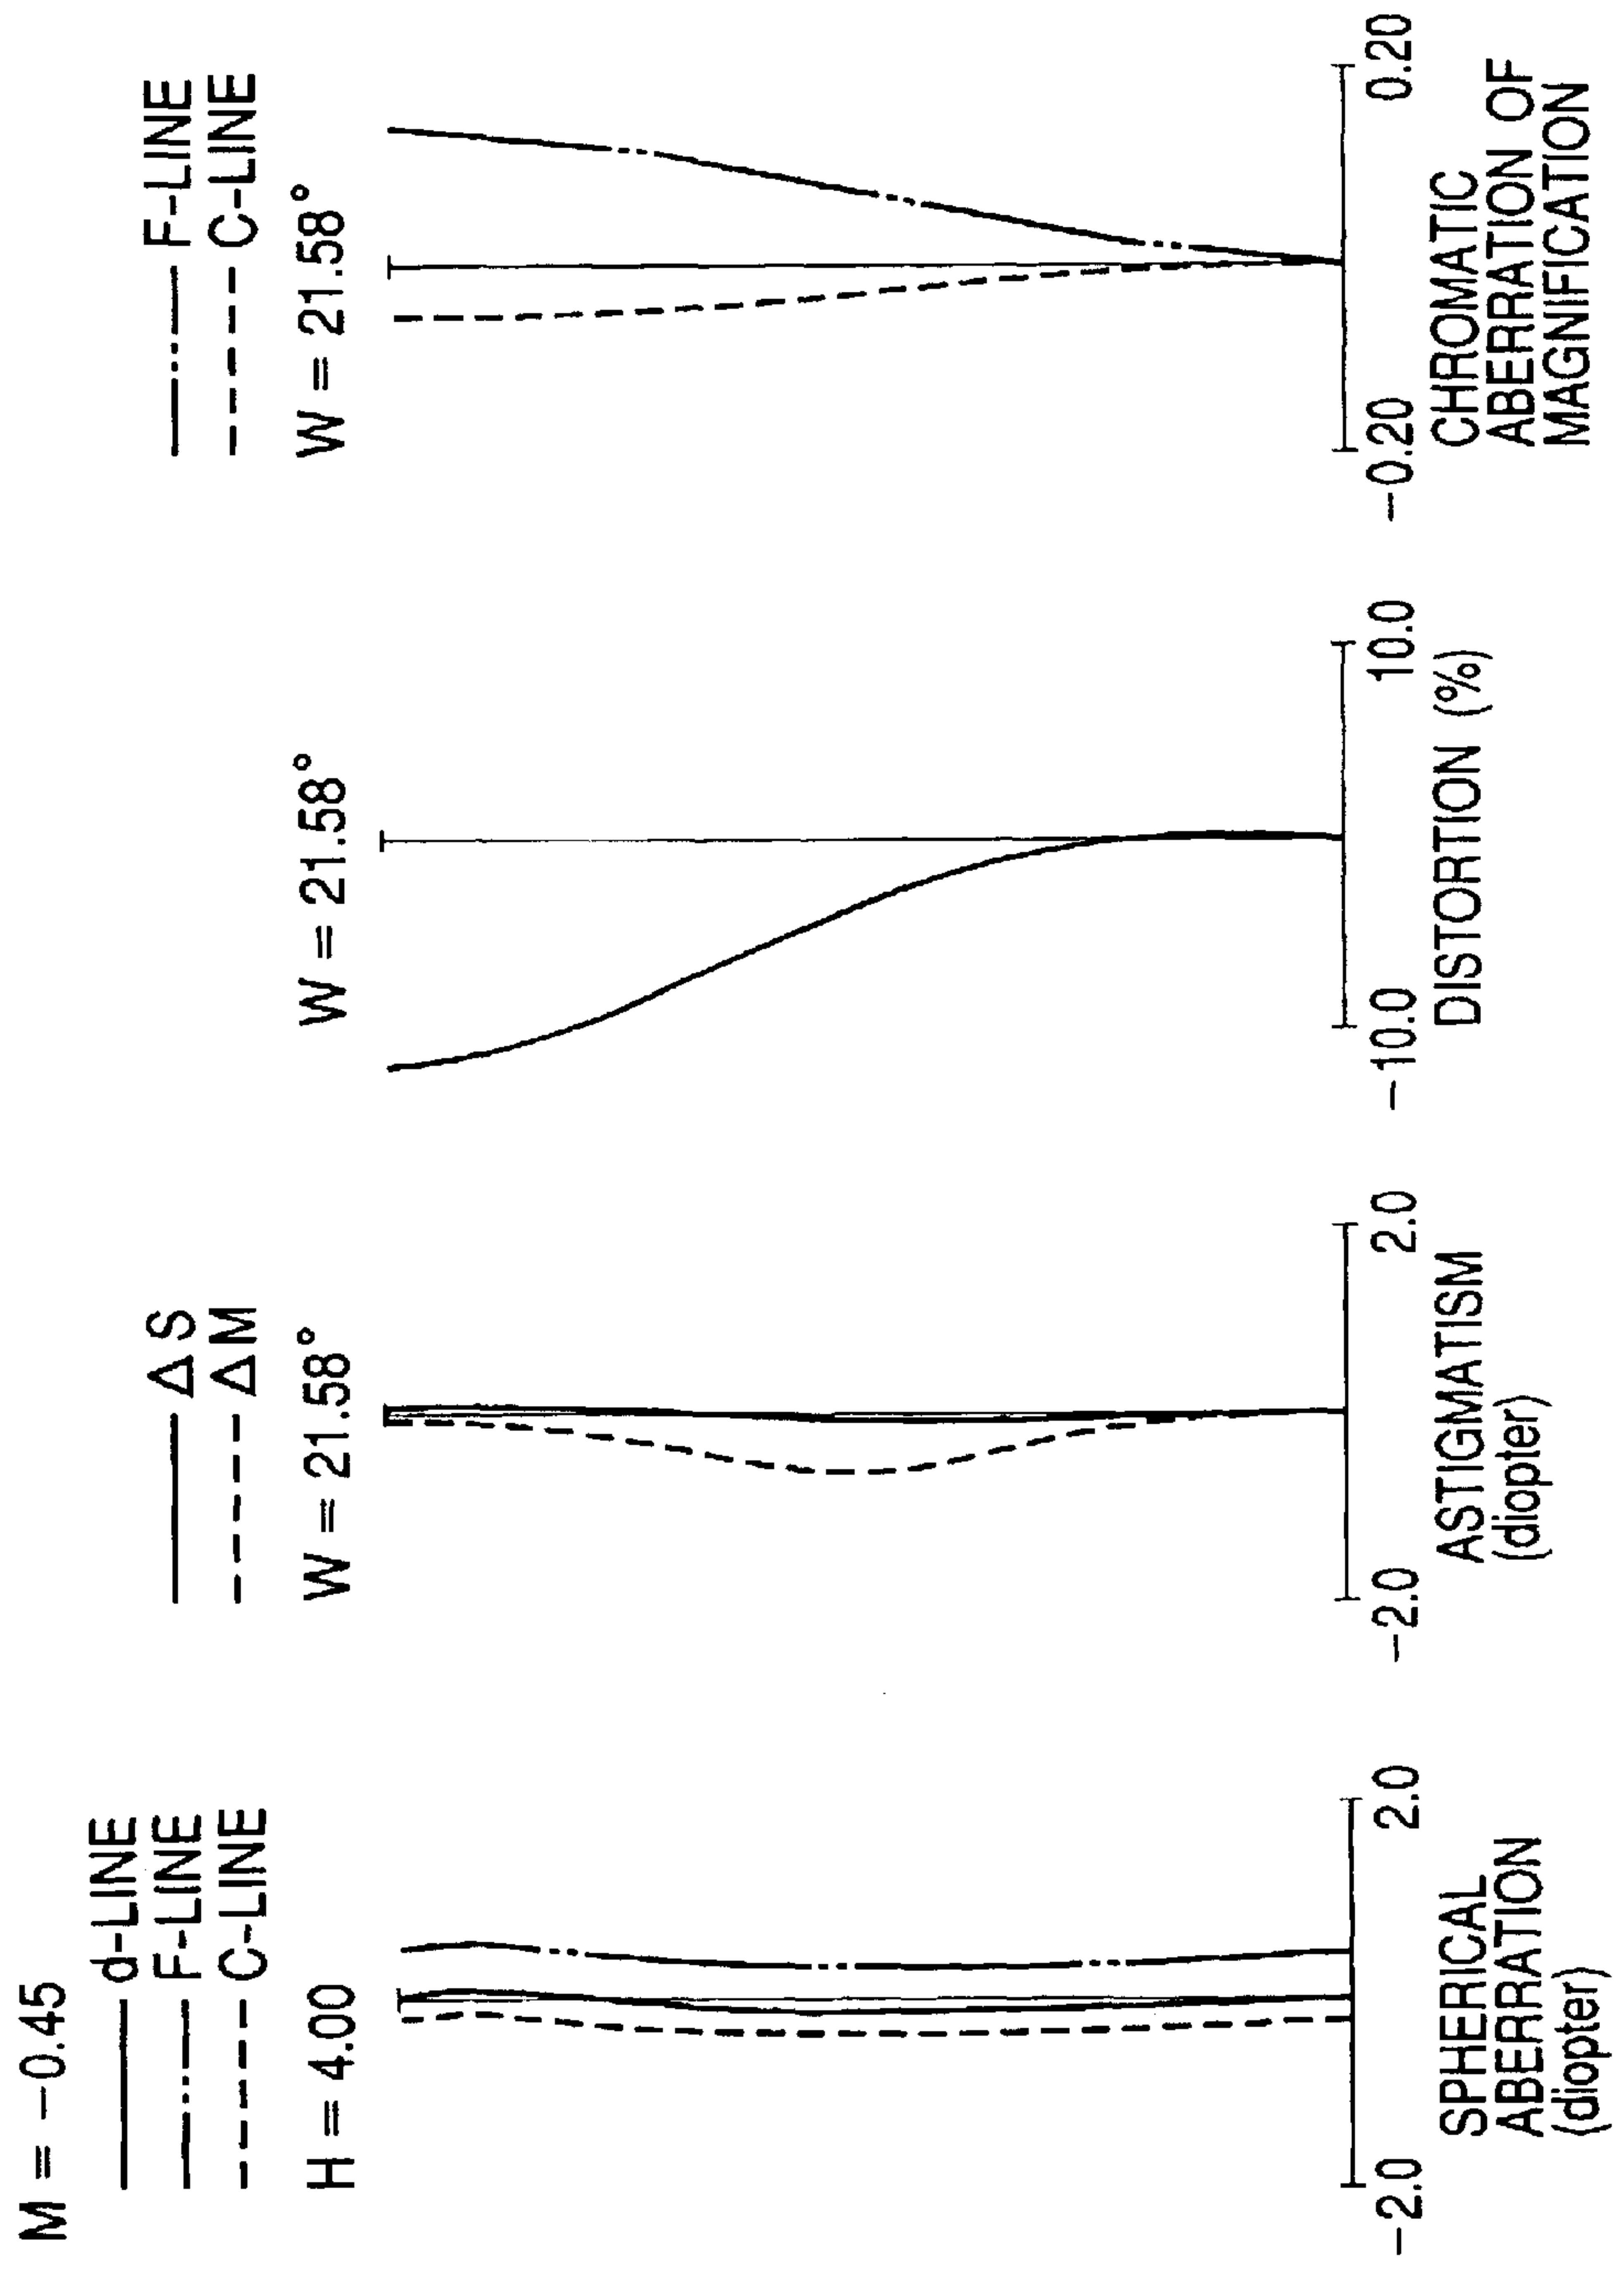 M = −0.45
d-LINE
F-LINE
C-LINE
H = 4.00
−2.0
2.0
SPHERICAL
ABERRATION
(diopter)
ΔS
ΔM
W = 21.58°
−2.0
2.0
ASTIGMATISM
(diopter)
W = 21.58°
−10.0
10.0
DISTORTION (%)
F-LINE
C-LINE
W = 21.58°
−0.20
0.20
CHROMATIC
ABERRATION OF
MAGNIFICATION